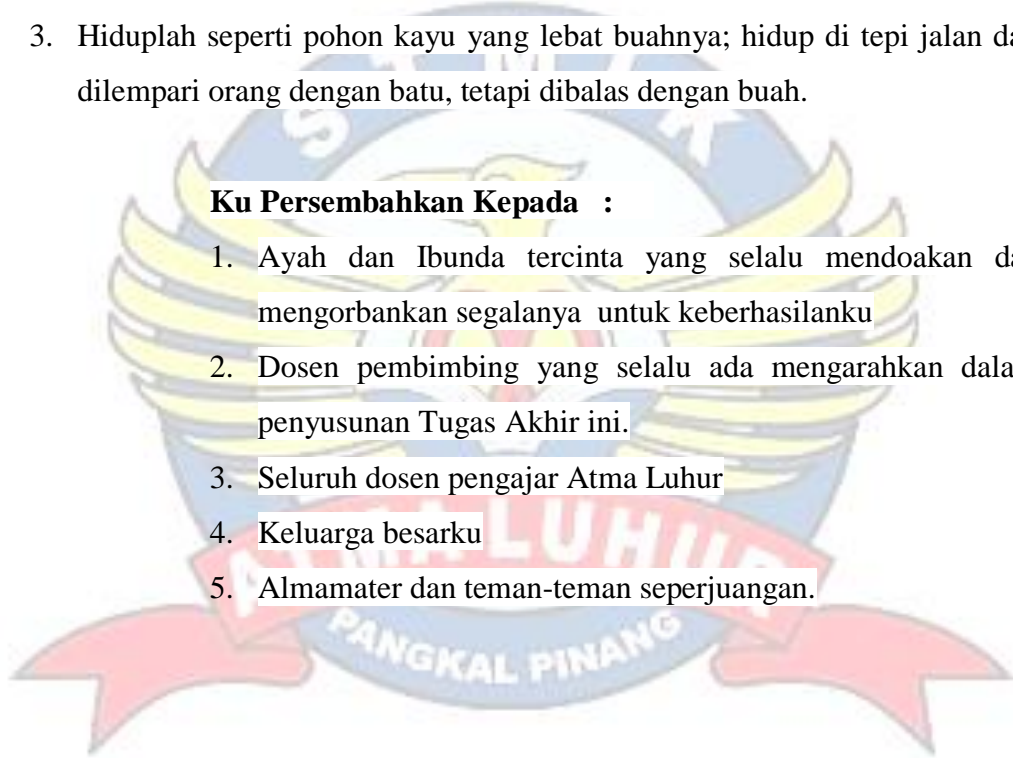 3. Hiduplah seperti pohon kayu yang lebat buahnya; hidup di tepi jalan da
dilempari orang dengan batu, tetapi dibalas dengan buah.
STMIK
Ku Persembahkan Kepada :
1. Ayah dan Ibunda tercinta yang selalu mendoakan da
mengorbankan segalanya untuk keberhasilanku
2. Dosen pembimbing yang selalu ada mengarahkan dala
penyusunan Tugas Akhir ini.
3. Seluruh dosen pengajar Atma Luhur
4. Keluarga besarku
5. Almamater dan teman-teman seperjuangan.
ATMA LUHUR
PANGKAL PINANG